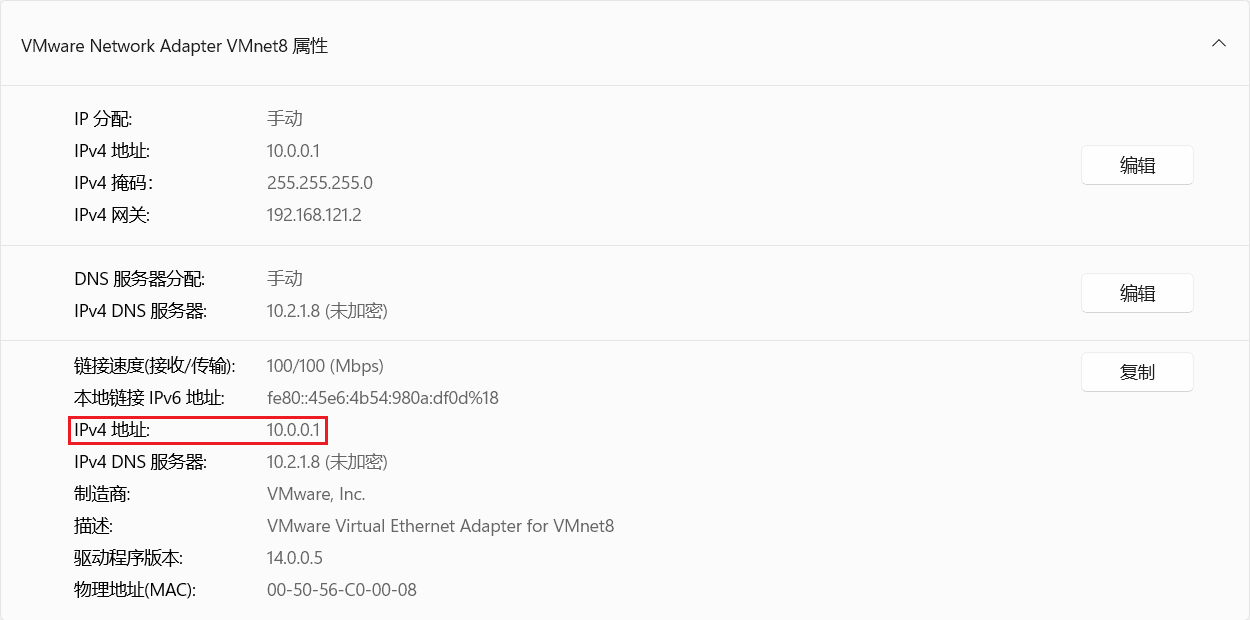 VMware Network Adapter VMnet8 属性
IP 分配: 手动
IPv4 地址: 10.0.0.1
IPv4 掩码: 255.255.255.0
IPv4 网关: 192.168.121.2
编辑
DNS 服务器分配: 手动
IPv4 DNS 服务器: 10.2.1.8 (未加密)
编辑
链接速度(接收/传输): 100/100 (Mbps)
复制
本地链接 IPv6 地址: fe80::45e6:4b54:980a:df0d%18
IPv4 地址: 10.0.0.1
IPv4 DNS 服务器: 10.2.1.8 (未加密)
制造商: VMware, Inc.
描述: VMware Virtual Ethernet Adapter for VMnet8
驱动程序版本: 14.0.0.5
物理地址(MAC): 00-50-56-C0-00-08